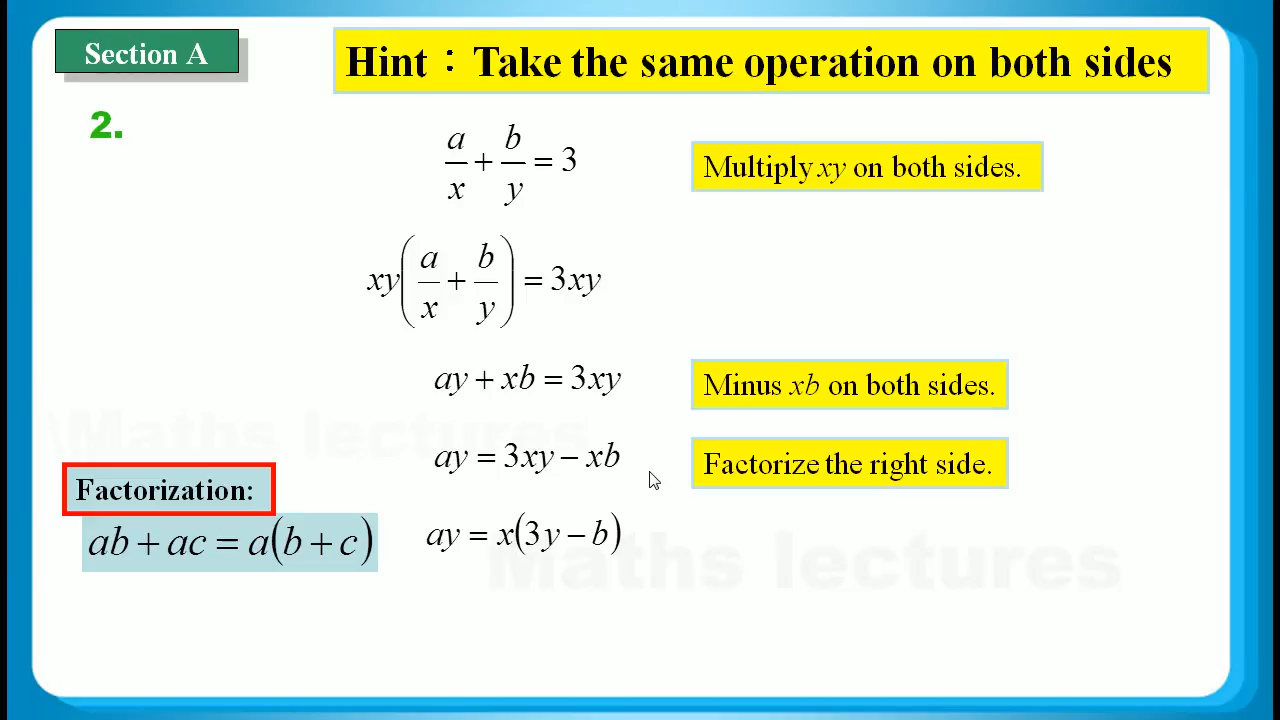 Section A
Hint：Take the same operation on both sides
2.
a/x + b/y = 3
Multiply xy on both sides.
xy(a/x + b/y) = 3xy
ay + xb = 3xy
Minus xb on both sides.
Maths lectures
ay = 3xy − xb
Factorize the right side.
Factorization:
ab + ac = a(b + c)
ay = x(3y − b)
Maths lectures